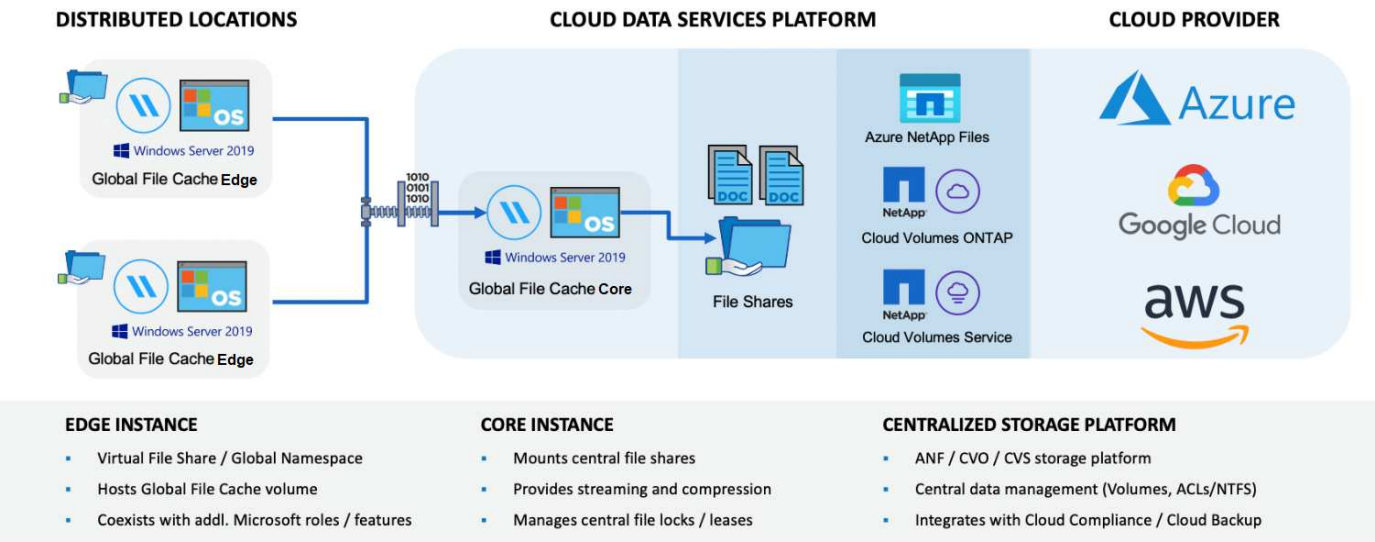 DISTRIBUTED LOCATIONS
CLOUD DATA SERVICES PLATFORM
CLOUD PROVIDER
OS
Windows Server 2019
Global File Cache Edge
OS
Windows Server 2019
Global File Cache Edge
1010
0101
1010
OS
Windows Server 2019
Global File Cache Core
DOC
DOC
File Shares
Azure NetApp Files
NetApp
Cloud Volumes ONTAP
NetApp
Cloud Volumes Service
Azure
Google Cloud
aws
EDGE INSTANCE
Virtual File Share / Global Namespace
Hosts Global File Cache volume
Coexists with addl. Microsoft roles / features
CORE INSTANCE
Mounts central file shares
Provides streaming and compression
Manages central file locks / leases
CENTRALIZED STORAGE PLATFORM
ANF / CVO / CVS storage platform
Central data management (Volumes, ACLs/NTFS)
Integrates with Cloud Compliance / Cloud Backup